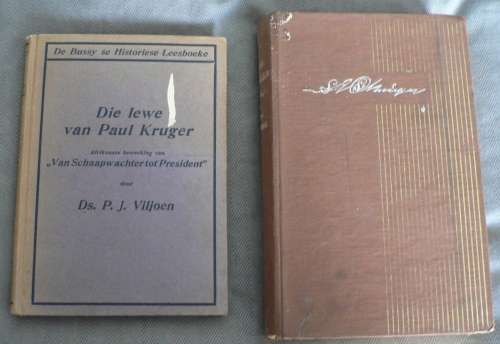 De Bussy se Historiese Leesboeke
Die lewe
van Paul Kruger
Afrikaanse bewerking van
„Van Schaapwachter tot President"
deur
Ds. P. J. Viljoen